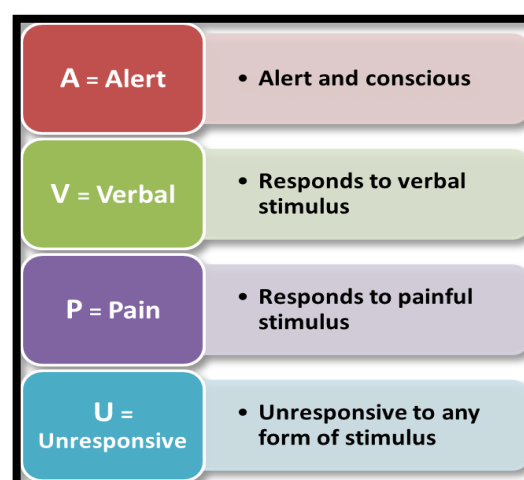 A = Alert
• Alert and conscious
V = Verbal
• Responds to verbal
stimulus
P = Pain
• Responds to painful
stimulus
U =
Unresponsive
• Unresponsive to any
form of stimulus